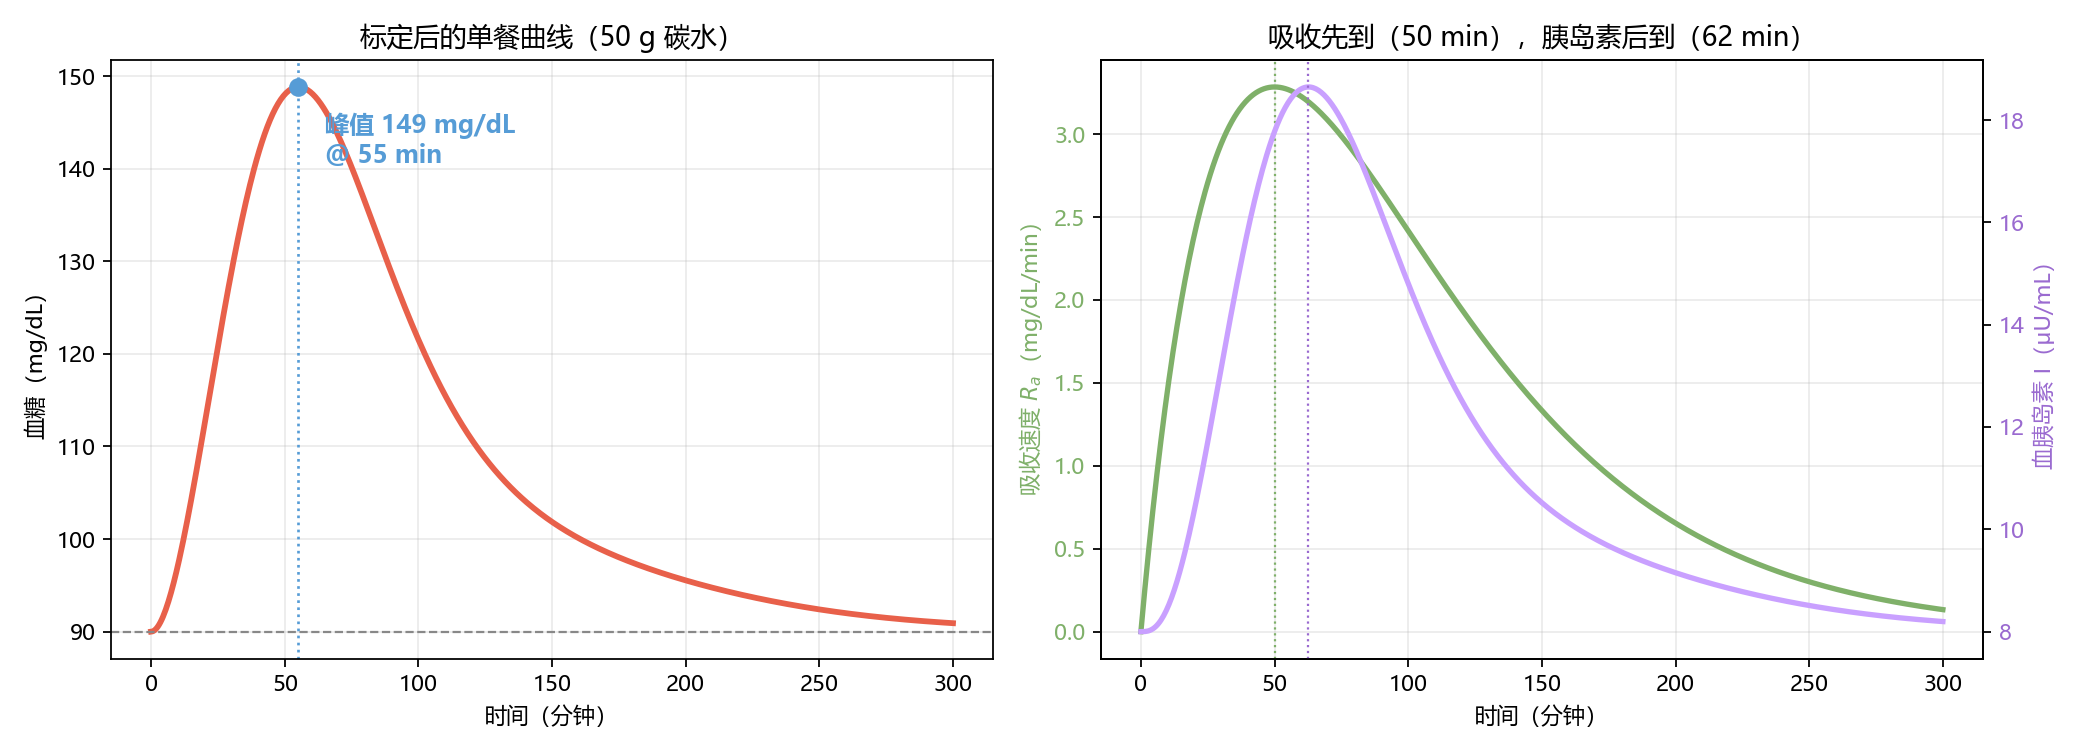 标定后的单餐曲线（50 g 碳水）
峰值 149 mg/dL
@ 55 min
血糖（mg/dL）
150
140
130
120
110
100
90
0 50 100 150 200 250 300
时间（分钟）
吸收先到（50 min），胰岛素后到（62 min）
吸收速度 Ra（mg/dL/min）
3.0
2.5
2.0
1.5
1.0
0.5
0.0
18
16
14
12
10
8
血胰岛素 I（μU/mL）
0 50 100 150 200 250 300
时间（分钟）